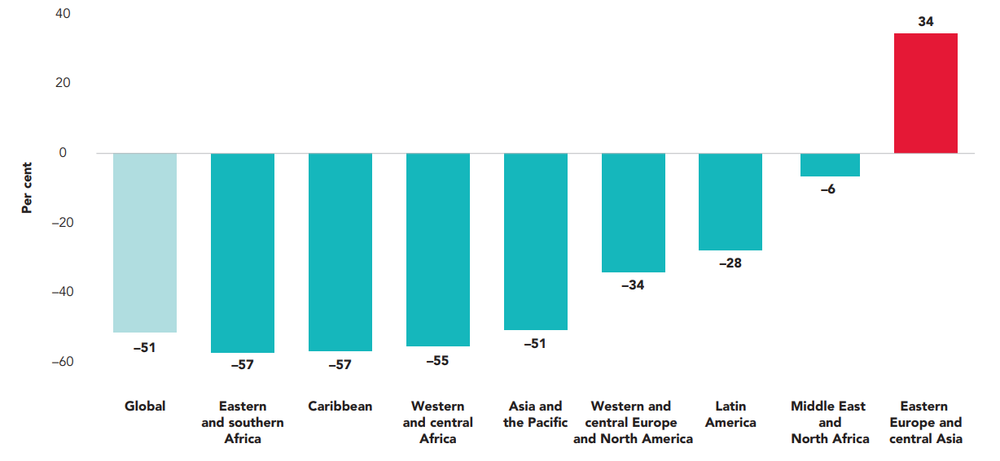 40
34
20
0
Per cent
–6
–20
–28
–34
–40
–51
–51
–55
–57
–57
–60
Global
Eastern
and southern
Africa
Caribbean
Western
and central
Africa
Asia and
the Pacific
Western and
central Europe
and North America
Latin
America
Middle East
and
North Africa
Eastern
Europe and
central Asia